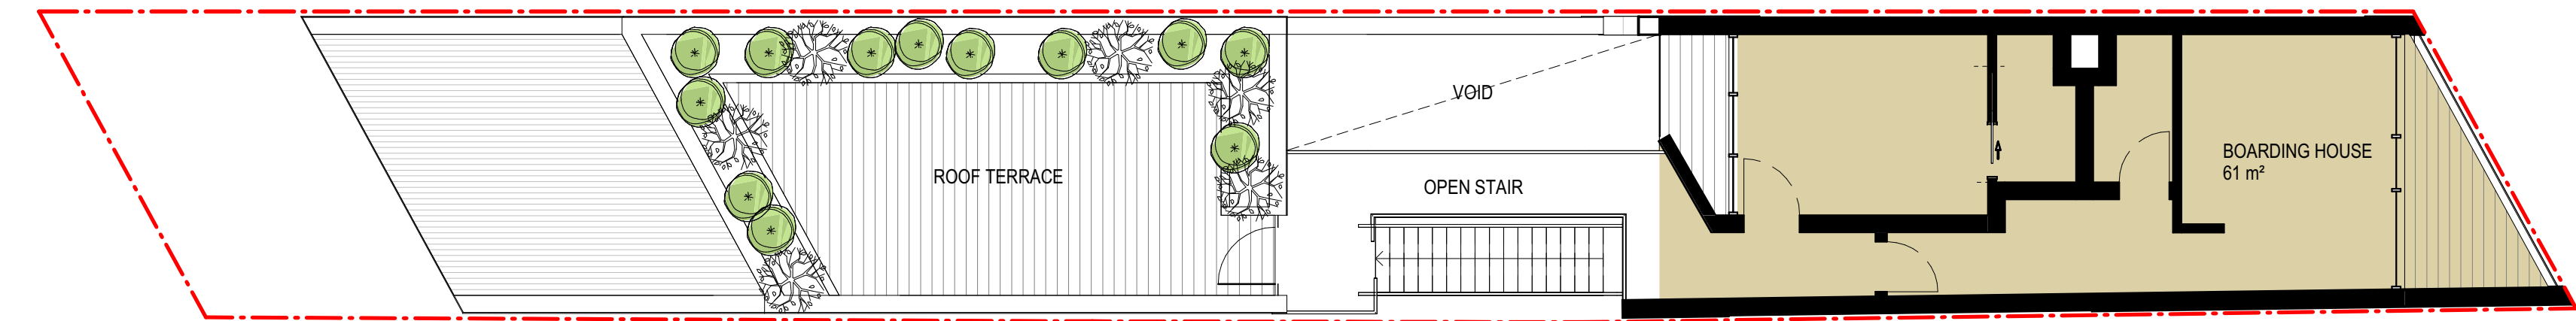 ROOF TERRACE
VOID
OPEN STAIR
BOARDING HOUSE
61 m²